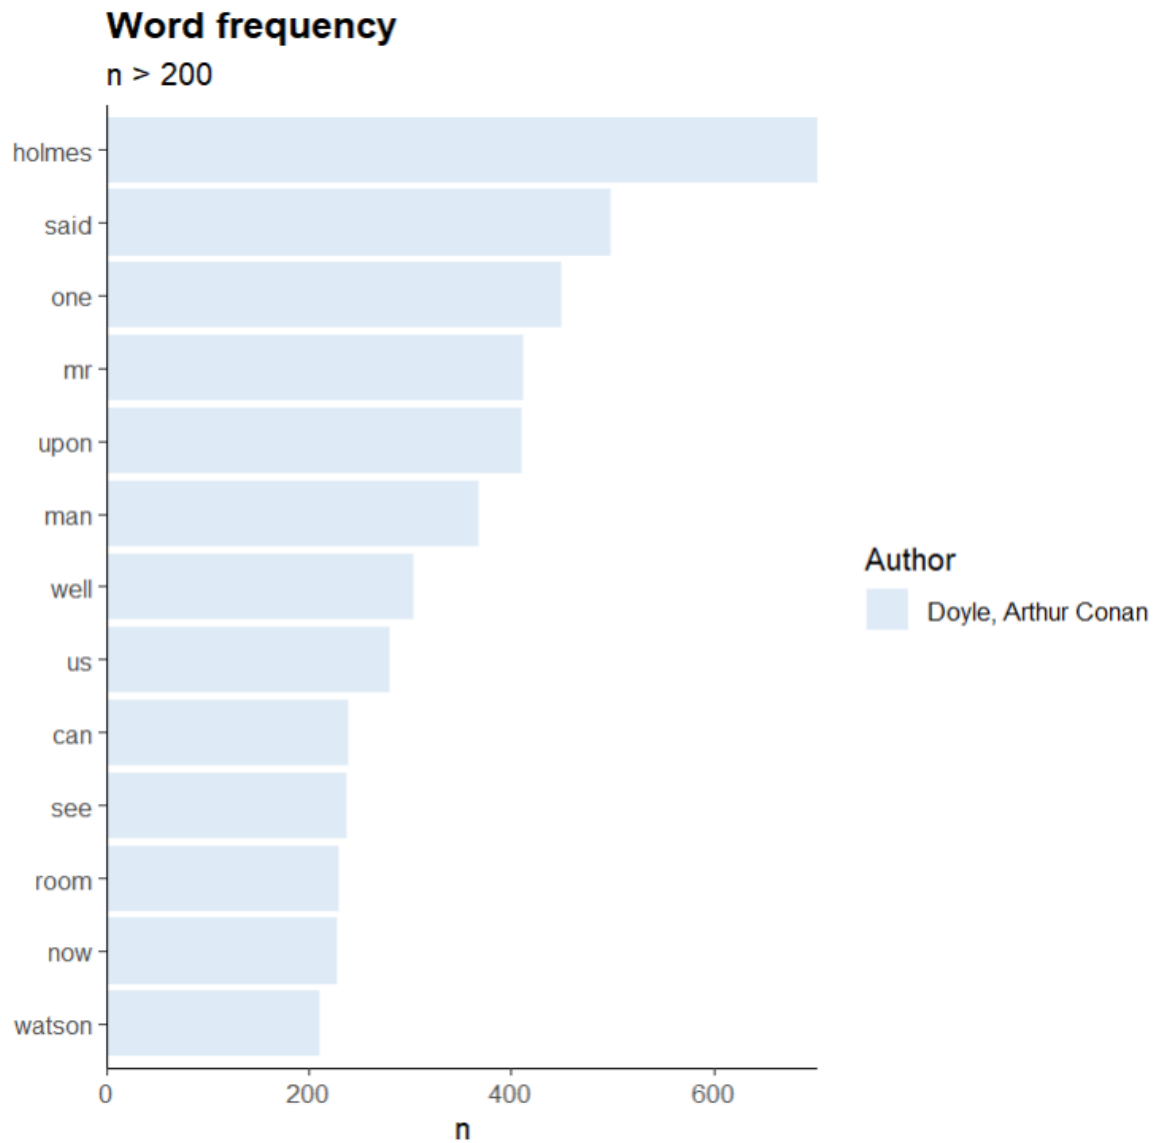 Word frequency
n > 200
holmes
said
one
mr
upon
man
well
us
can
see
room
now
watson
0 200 400 600
n
Author
Doyle, Arthur Conan